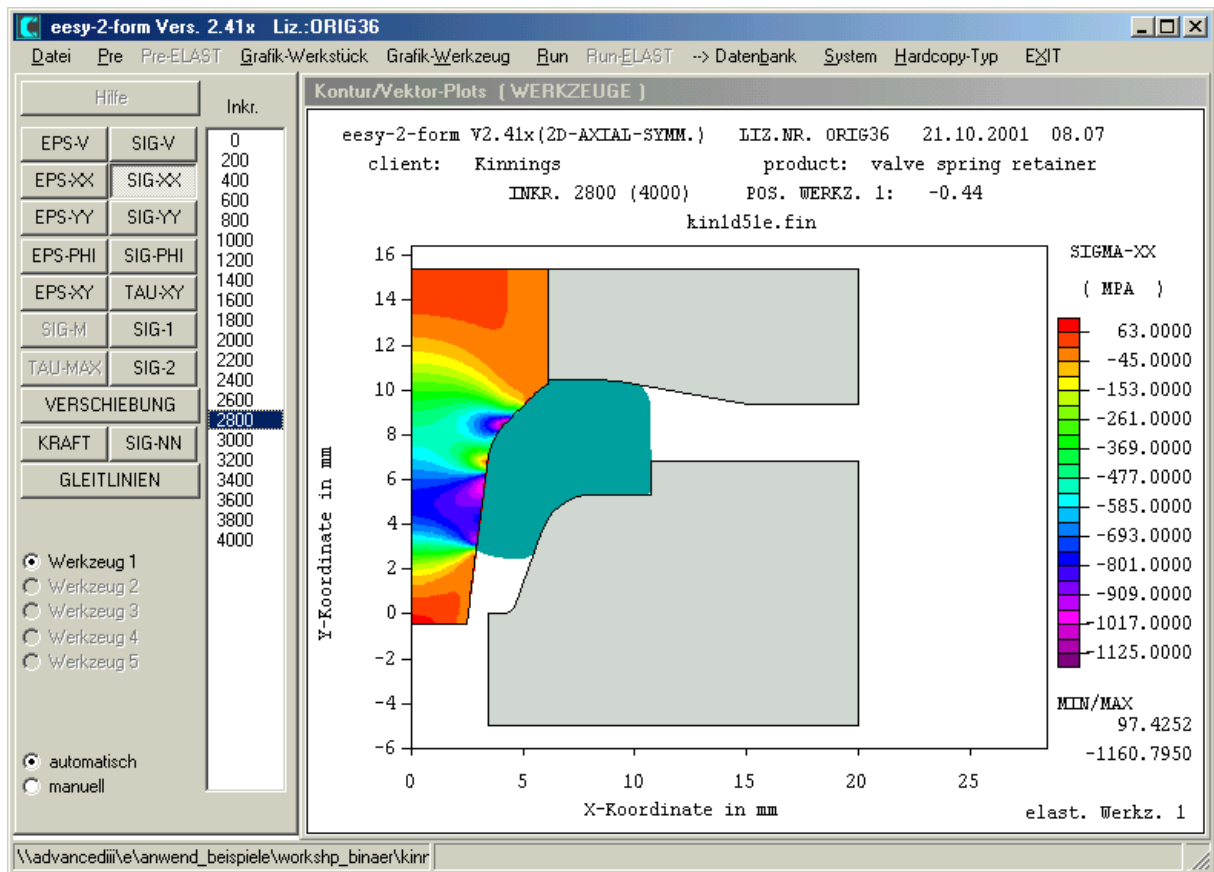 eesy-2-form Vers. 2.41x Liz.:ORIG36
Datei Pre Pre-ELAST Grafik-Werkstück Grafik-Werkzeug Run Run-ELAST --> Datenbank System Hardcopy-Typ EXIT
Hilfe
Inkr.
EPS-V SIG-V
EPS-XX SIG-XX
EPS-YY SIG-YY
EPS-PHI SIG-PHI
EPS-XY TAU-XY
SIG-M SIG-1
TAU-MAX SIG-2
VERSCHIEBUNG
KRAFT SIG-NN
GLEITLINIEN
0
200
400
600
800
1000
1200
1400
1600
1800
2000
2200
2400
2600
2800
3000
3200
3400
3600
3800
4000
Werkzeug 1
Werkzeug 2
Werkzeug 3
Werkzeug 4
Werkzeug 5
automatisch
manuell
Kontur/Vektor-Plots ( WERKZEUGE )
eesy-2-form V2.41x(2D-AXIAL-SYMM.) LIZ.NR. ORIG36 21.10.2001 08.07
client: Kinnings product: valve spring retainer
INKR. 2800 (4000) POS. WERKZ. 1: -0.44
kin1d51e.fin
16
14
12
10
8
6
4
2
0
-2
-4
-6
Y-Koordinate in mm
0 5 10 15 20 25
X-Koordinate in mm
SIGMA-XX
( MPA )
63.0000
-45.0000
-153.0000
-261.0000
-369.0000
-477.0000
-585.0000
-693.0000
-801.0000
-909.0000
-1017.0000
-1125.0000
MIN/MAX
97.4252
-1160.7950
elast. Werkz. 1
\\advancediii\e\anwend_beispiele\workshp_binaer\kinr